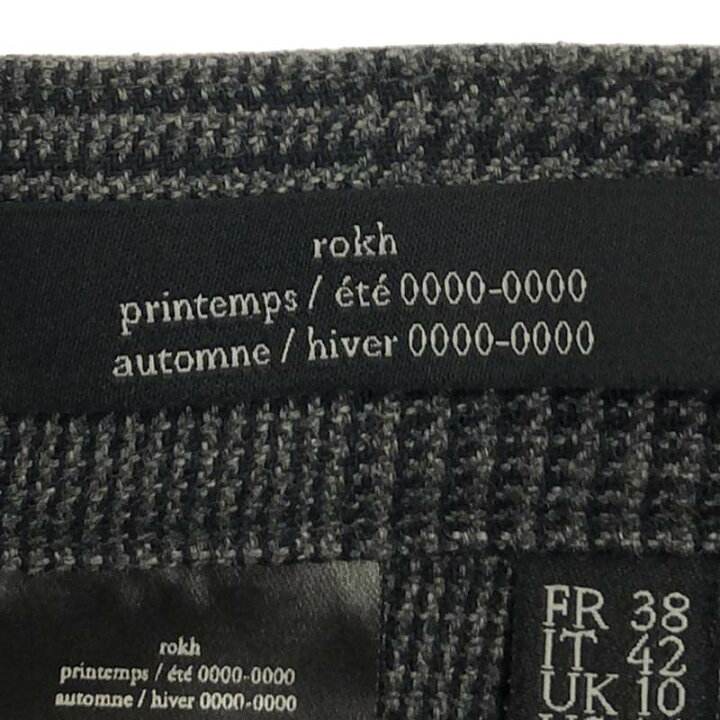 rokh
printemps / été 0000-0000
automne / hiver 0000-0000
rokh
printemps / été 0000-0000
automne / hiver 0000-0000
FR 38
IT 42
UK 10